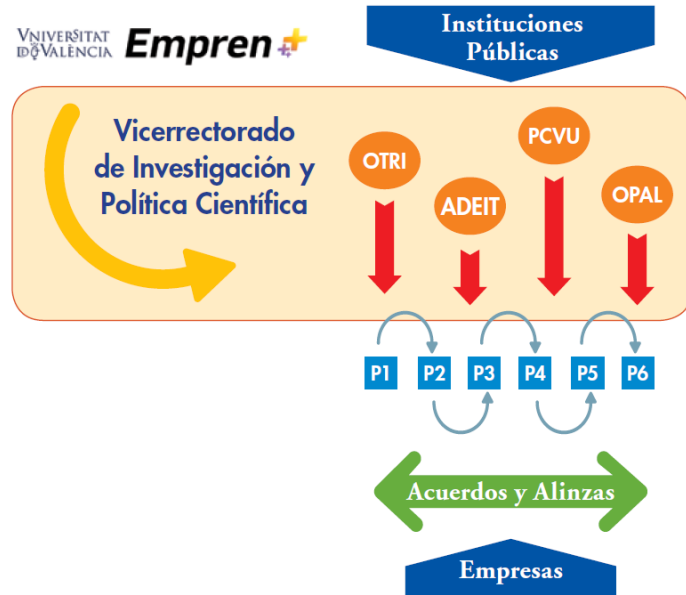 VNIVERSITAT
D VALÈNCIA
Empren
Instituciones
Públicas
Vicerrectorado
de Investigación y
Política Científica
OTRI
ADEIT
PCVU
OPAL
P1 P2 P3 P4 P5 P6
Acuerdos y Alinzas
Empresas